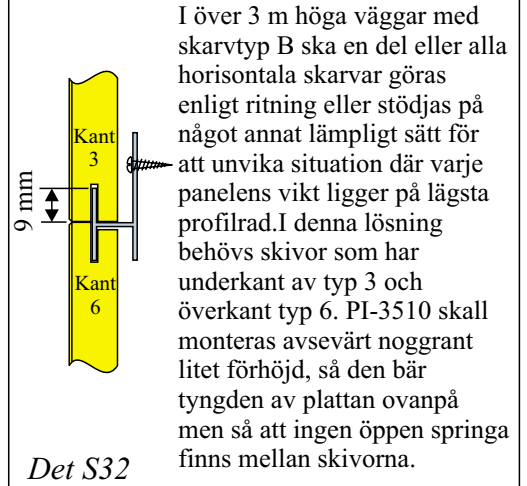 I över 3 m höga väggar med
skarvtyp B ska en del eller alla
horisontala skarvar göras
enligt ritning eller stödjas på
något annat lämpligt sätt för
att unvika situation där varje
panelens vikt ligger på lägsta
profilrad.I denna lösning
behövs skivor som har
underkant av typ 3 och
överkant typ 6. PI-3510 skall
monteras avsevärt noggrant
litet förhöjd, så den bär
tyngden av plattan ovanpå
men så att ingen öppen springa
finns mellan skivorna.
Kant
3
9 mm
Kant
6
Det S32